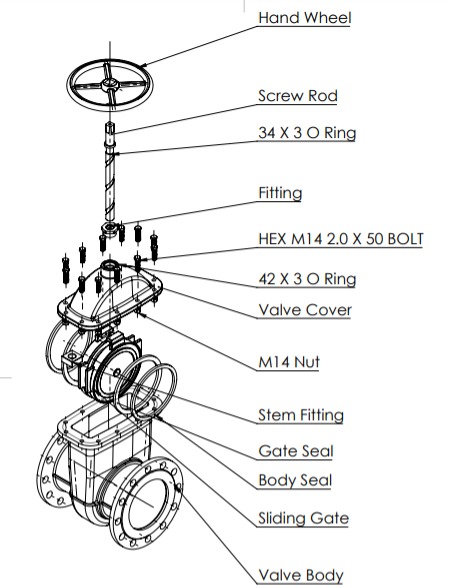 Hand Wheel
Screw Rod
34 X 3 O Ring
Fitting
HEX M14 2.0 X 50 BOLT
42 X 3 O Ring
Valve Cover
M14 Nut
Stem Fitting
Gate Seal
Body Seal
Sliding Gate
Valve Body